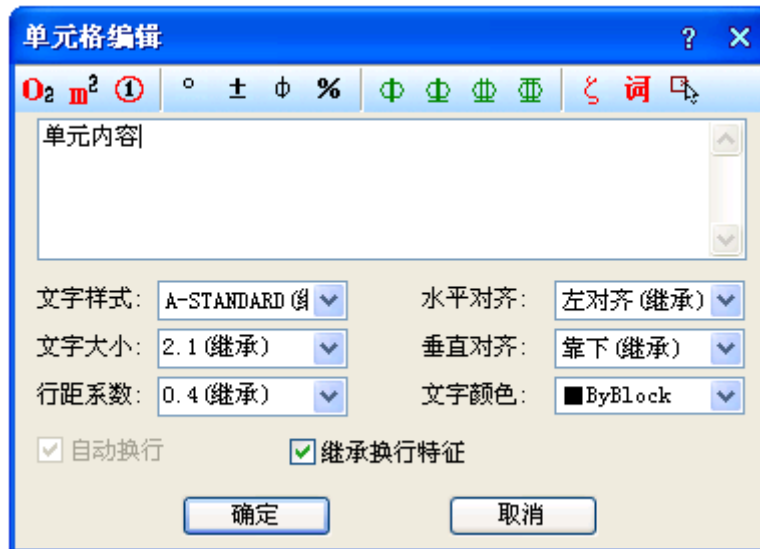 单元格编辑 ?
O₂ m² ① ° ± ϕ % 词
单元内容
文字样式: A-STANDARD 水平对齐: 左对齐(继承)
文字大小: 2.1(继承) 垂直对齐: 靠下(继承)
行距系数: 0.4(继承) 文字颜色: ■ByBlock
自动换行 继承换行特征
确定 取消